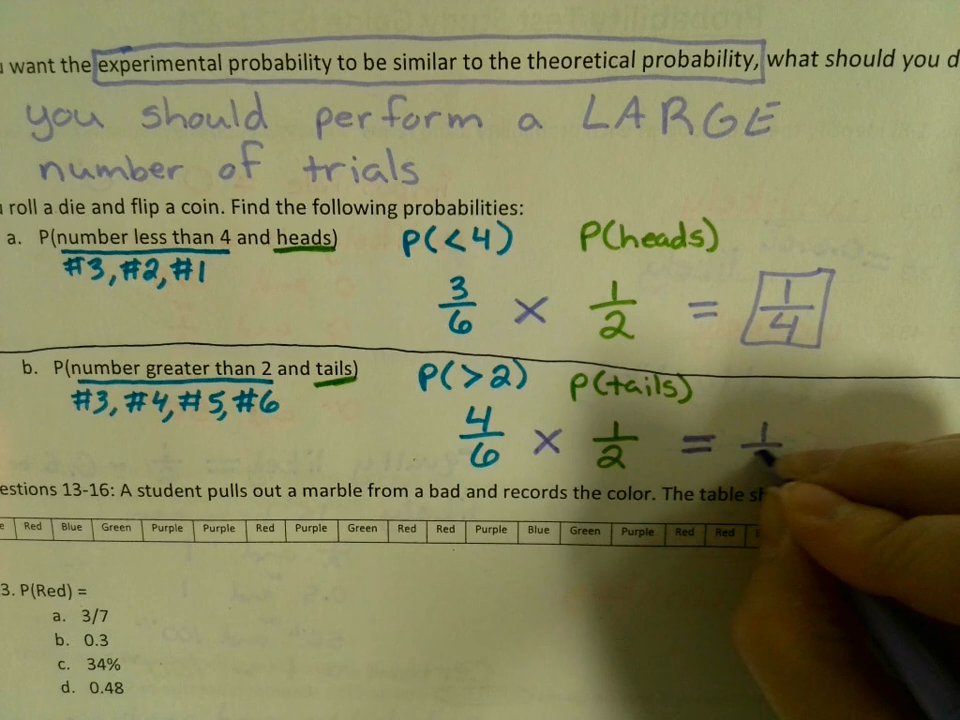 want the experimental probability to be similar to the theoretical probability, what should you d
you should perform a LARGE
number of trials
roll a die and flip a coin. Find the following probabilities:
a. P(number less than 4 and heads) P(<4) P(heads)
#3, #2, #1
3/6 × 1/2 = 1/4
b. P(number greater than 2 and tails) P(>2) P(tails)
#3, #4, #5, #6
4/6 × 1/2 = 1
estions 13-16: A student pulls out a marble from a bad and records the color. The table sh
e Red Blue Green Purple Purple Red Purple Green Red Red Purple Blue Green Purple Red Red
3. P(Red) =
a. 3/7
b. 0.3
c. 34%
d. 0.48